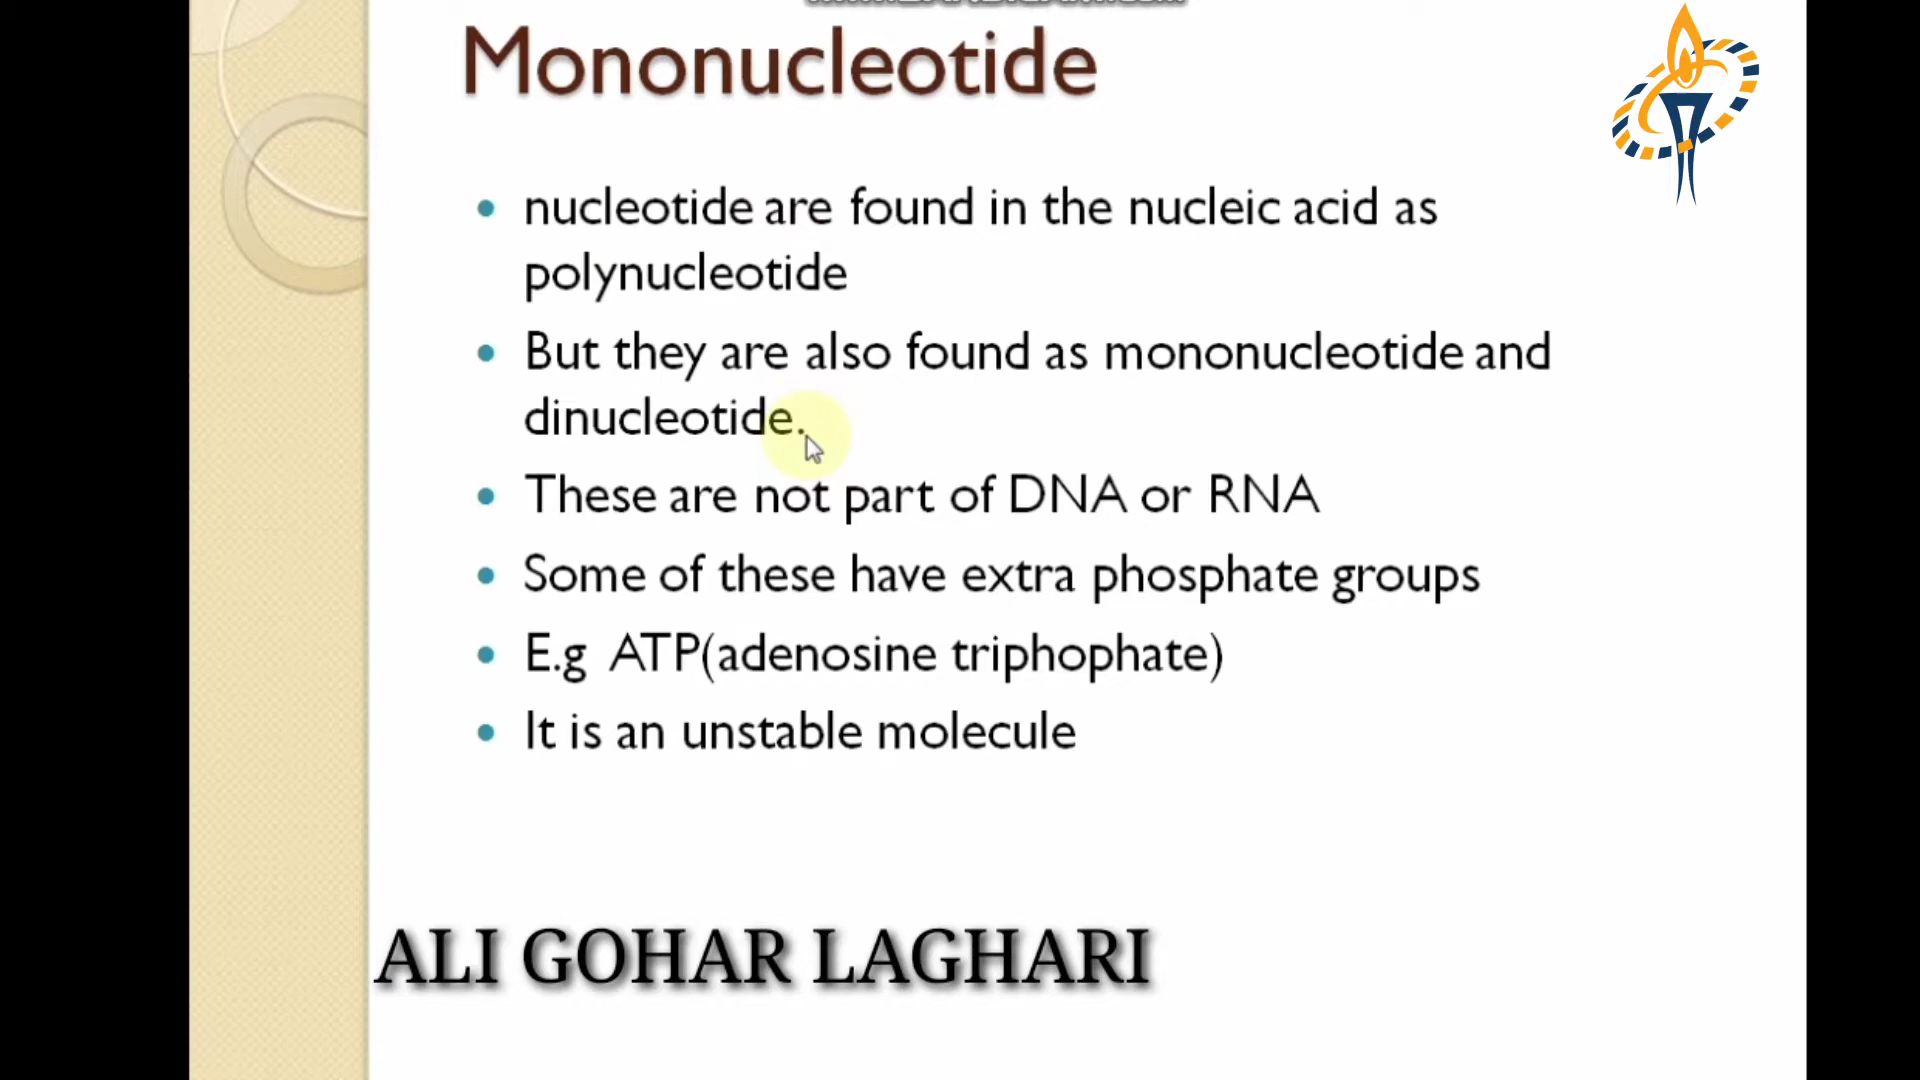 Mononucleotide
• nucleotide are found in the nucleic acid as
polynucleotide
• But they are also found as mononucleotide and
dinucleotide.
• These are not part of DNA or RNA
• Some of these have extra phosphate groups
• E.g ATP(adenosine triphophate)
• It is an unstable molecule
ALI GOHAR LAGHARI